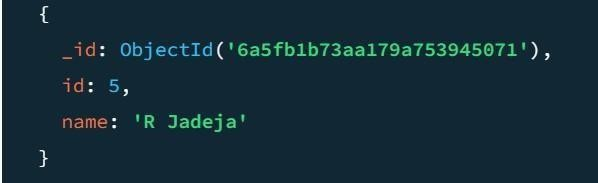 {
_id: ObjectId('6a5fb1b73aa179a753945071'),
id: 5,
name: 'R Jadeja'
}